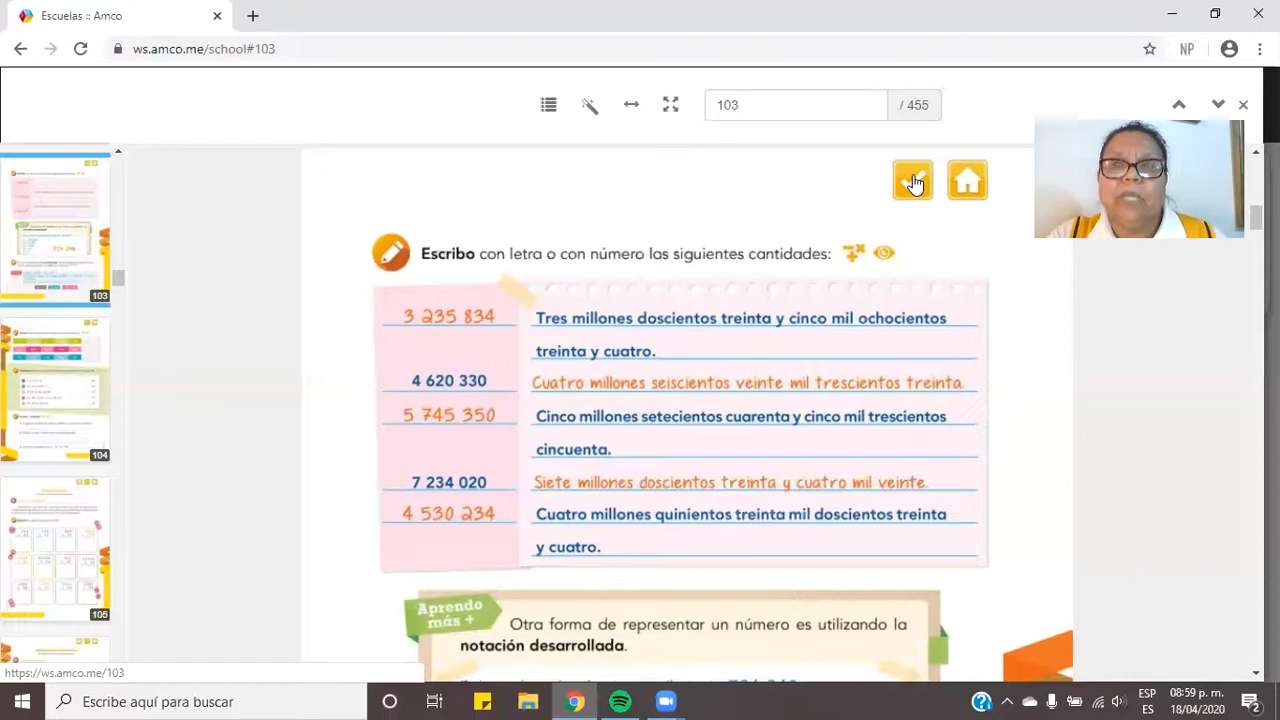 Escuelas :: Amco
ws.amco.me/school#103
NP
103 / 455
Escribo con letra o con número las siguientes cantidades:
3 235 834 Tres millones doscientos treinta y cinco mil ochocientos
treinta y cuatro.
4 620 330 Cuatro millones seiscientos veinte mil trescientos treinta.
5 745 350 Cinco millones setecientos cuarenta y cinco mil trescientos
cincuenta.
7 234 020 Siete millones doscientos treinta y cuatro mil veinte.
4 530 234 Cuatro millones quinientos treinta mil doscientos treinta
y cuatro.
Aprendo
más +
Otra forma de representar un número es utilizando la
notación desarrollada.
103
104
105
https://ws.amco.me/103
Escribe aquí para buscar
ESP
ES
08:59 p. m.
18/04/2020
2